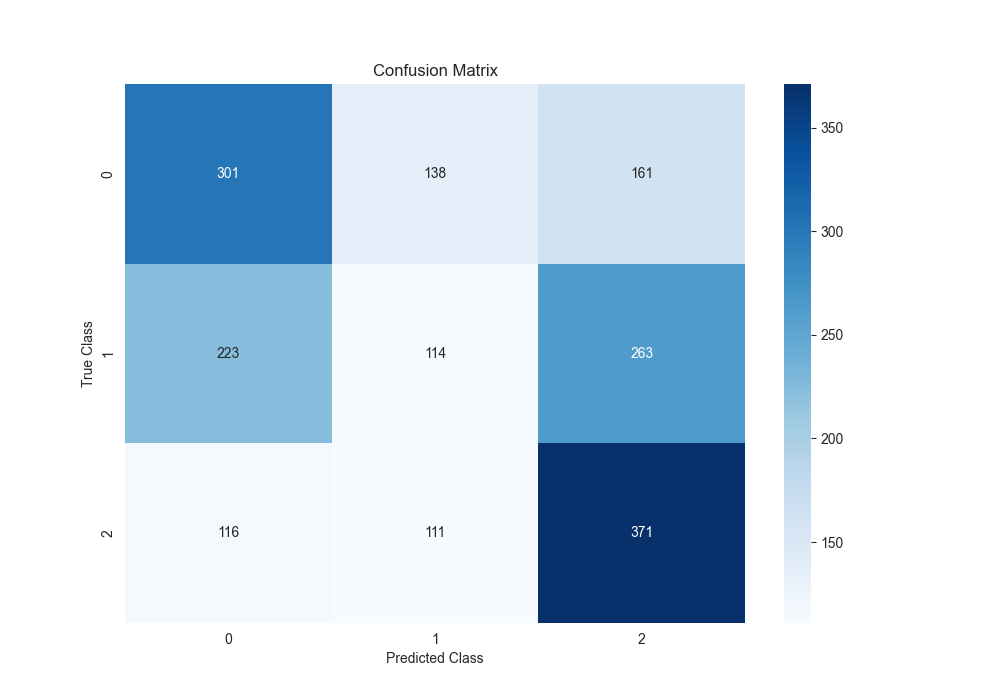 Confusion Matrix
0 301 138 161
1 223 114 263
2 116 111 371
0 1 2
Predicted Class
True Class
350
300
250
200
150